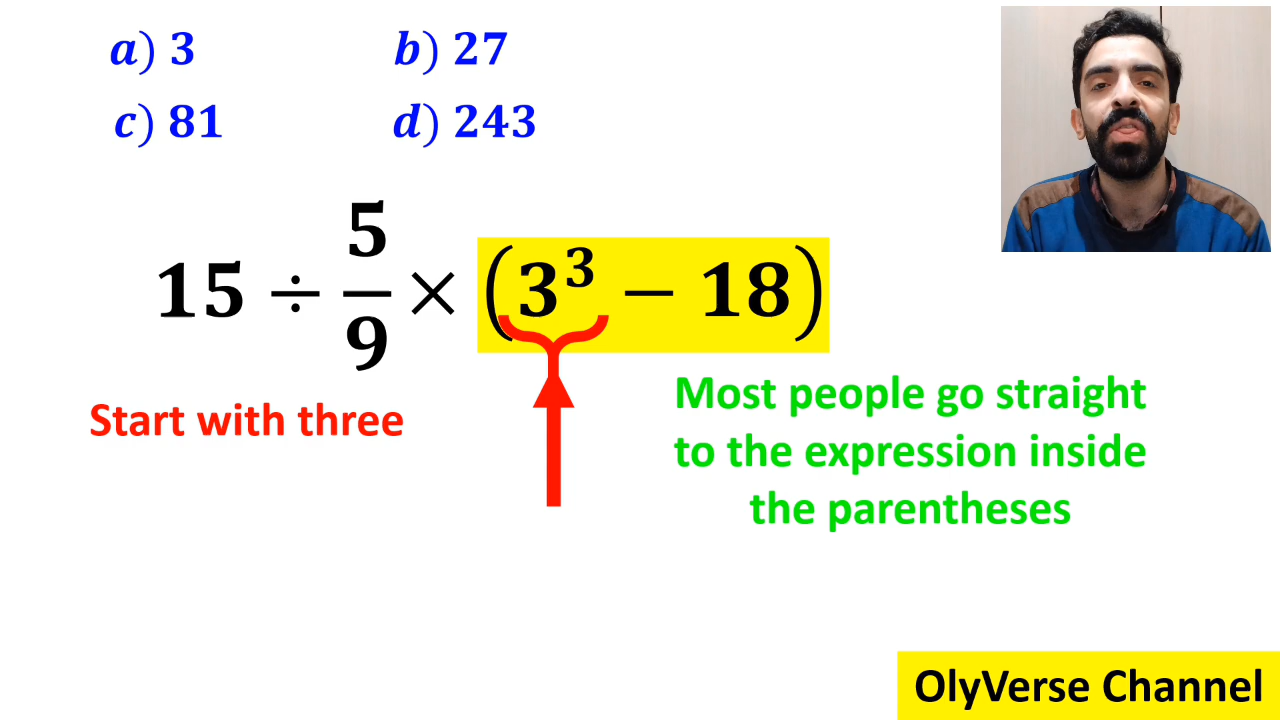 a) 3 b) 27
c) 81 d) 243
15 ÷ 5/9 × (3³ − 18)
Start with three
Most people go straight
to the expression inside
the parentheses
OlyVerse Channel